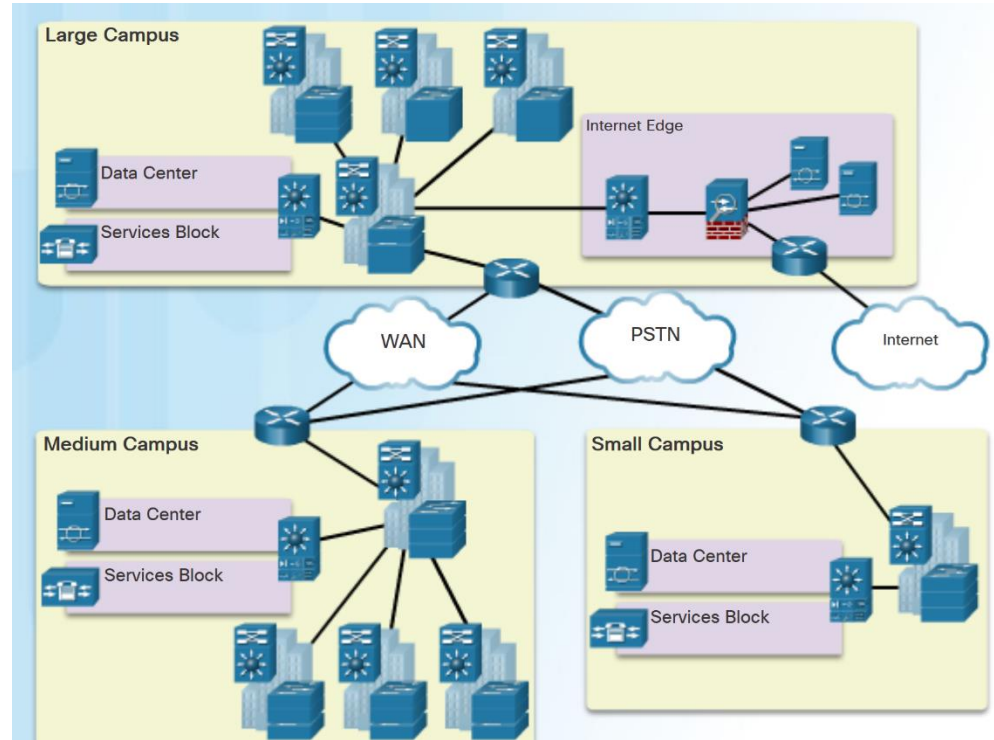 Large Campus
Internet Edge
Data Center
Services Block
WAN
PSTN
Internet
Medium Campus
Small Campus
Data Center
Services Block
Data Center
Services Block